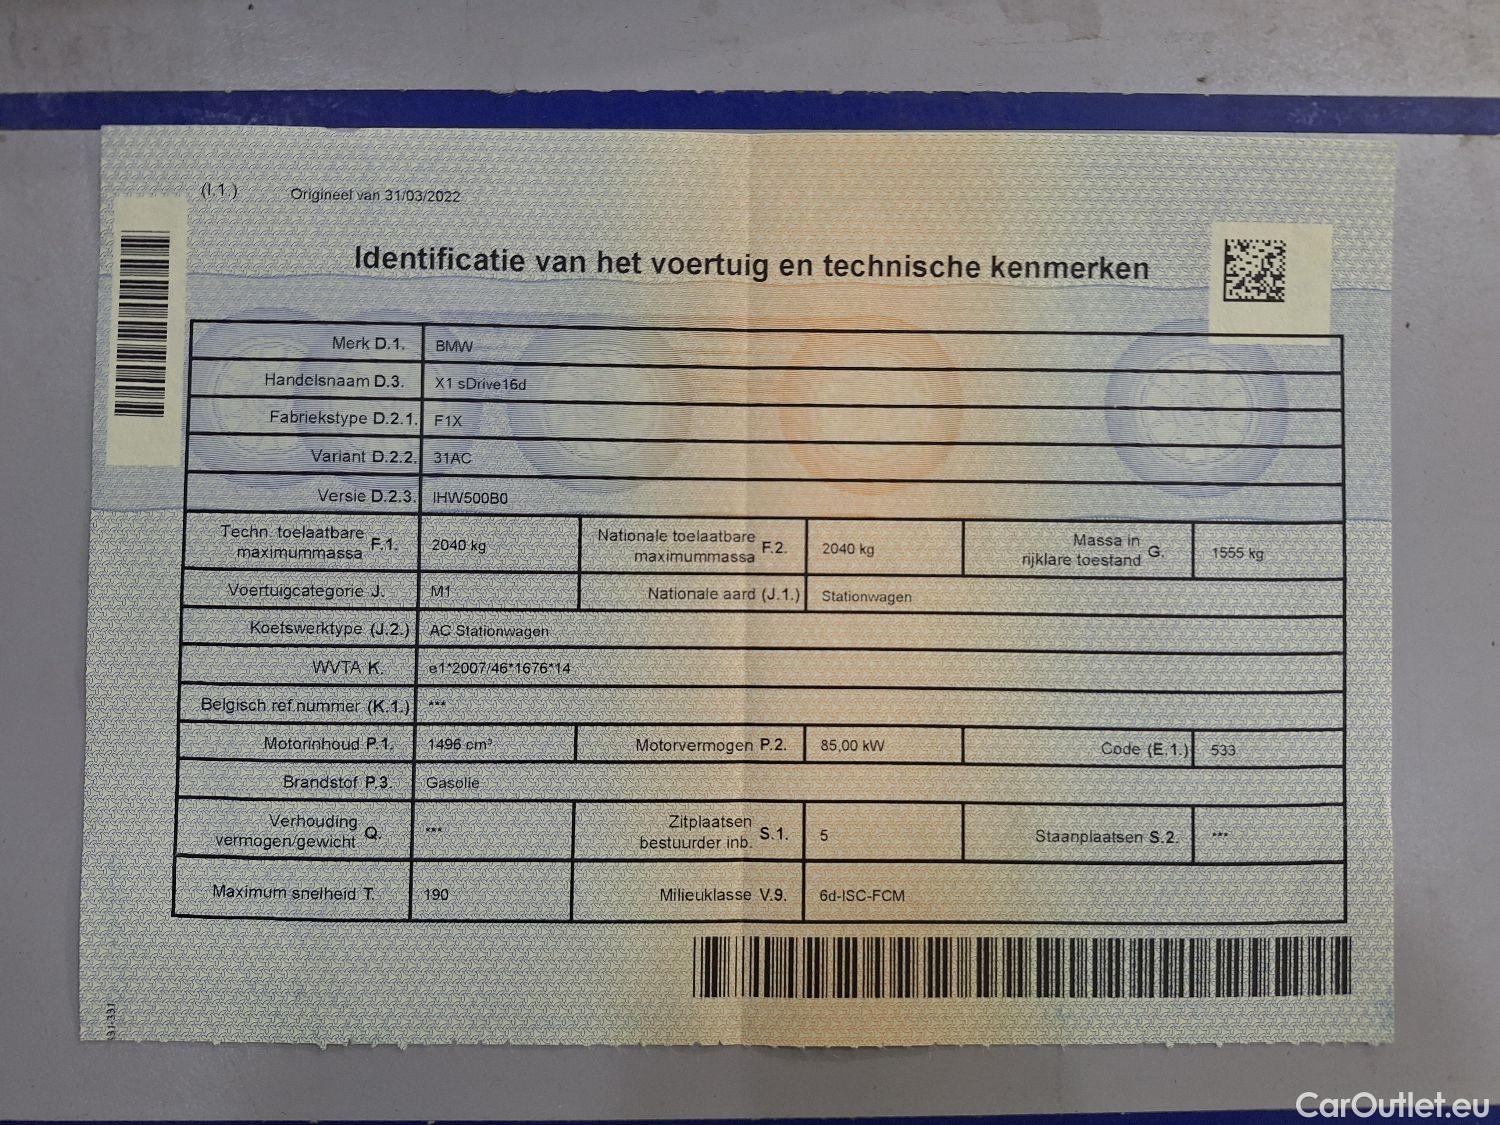 (I.1.) Origineel van 31/03/2022
Identificatie van het voertuig en technische kenmerken
Merk D.1. BMW
Handelsnaam D.3. X1 sDrive16d
Fabriekstype D.2.1. F1X
Variant D.2.2. 31AC
Versie D.2.3. IHW500B0
Techn. toelaatbare maximummassa F.1. 2040 kg Nationale toelaatbare maximummassa F.2. 2040 kg Massa in rijklare toestand G. 1555 kg
Voertuigcategorie J. M1 Nationale aard (J.1.) Stationwagen
Koetswerktype (J.2.) AC Stationwagen
WVTA K. e1*2007/46*1676*14
Belgisch ref.nummer (K.1.) ***
Motorinhoud P.1. 1496 cm³ Motorvermogen P.2. 85,00 kW Code (E.1.) 533
Brandstof P.3. Gasolie
Verhouding vermogen/gewicht Q. *** Zitplaatsen bestuurder inb. S.1. 5 Staanplaatsen S.2. ***
Maximum snelheid T. 190 Milieuklasse V.9. 6d-ISC-FCM
CarOutlet.eu